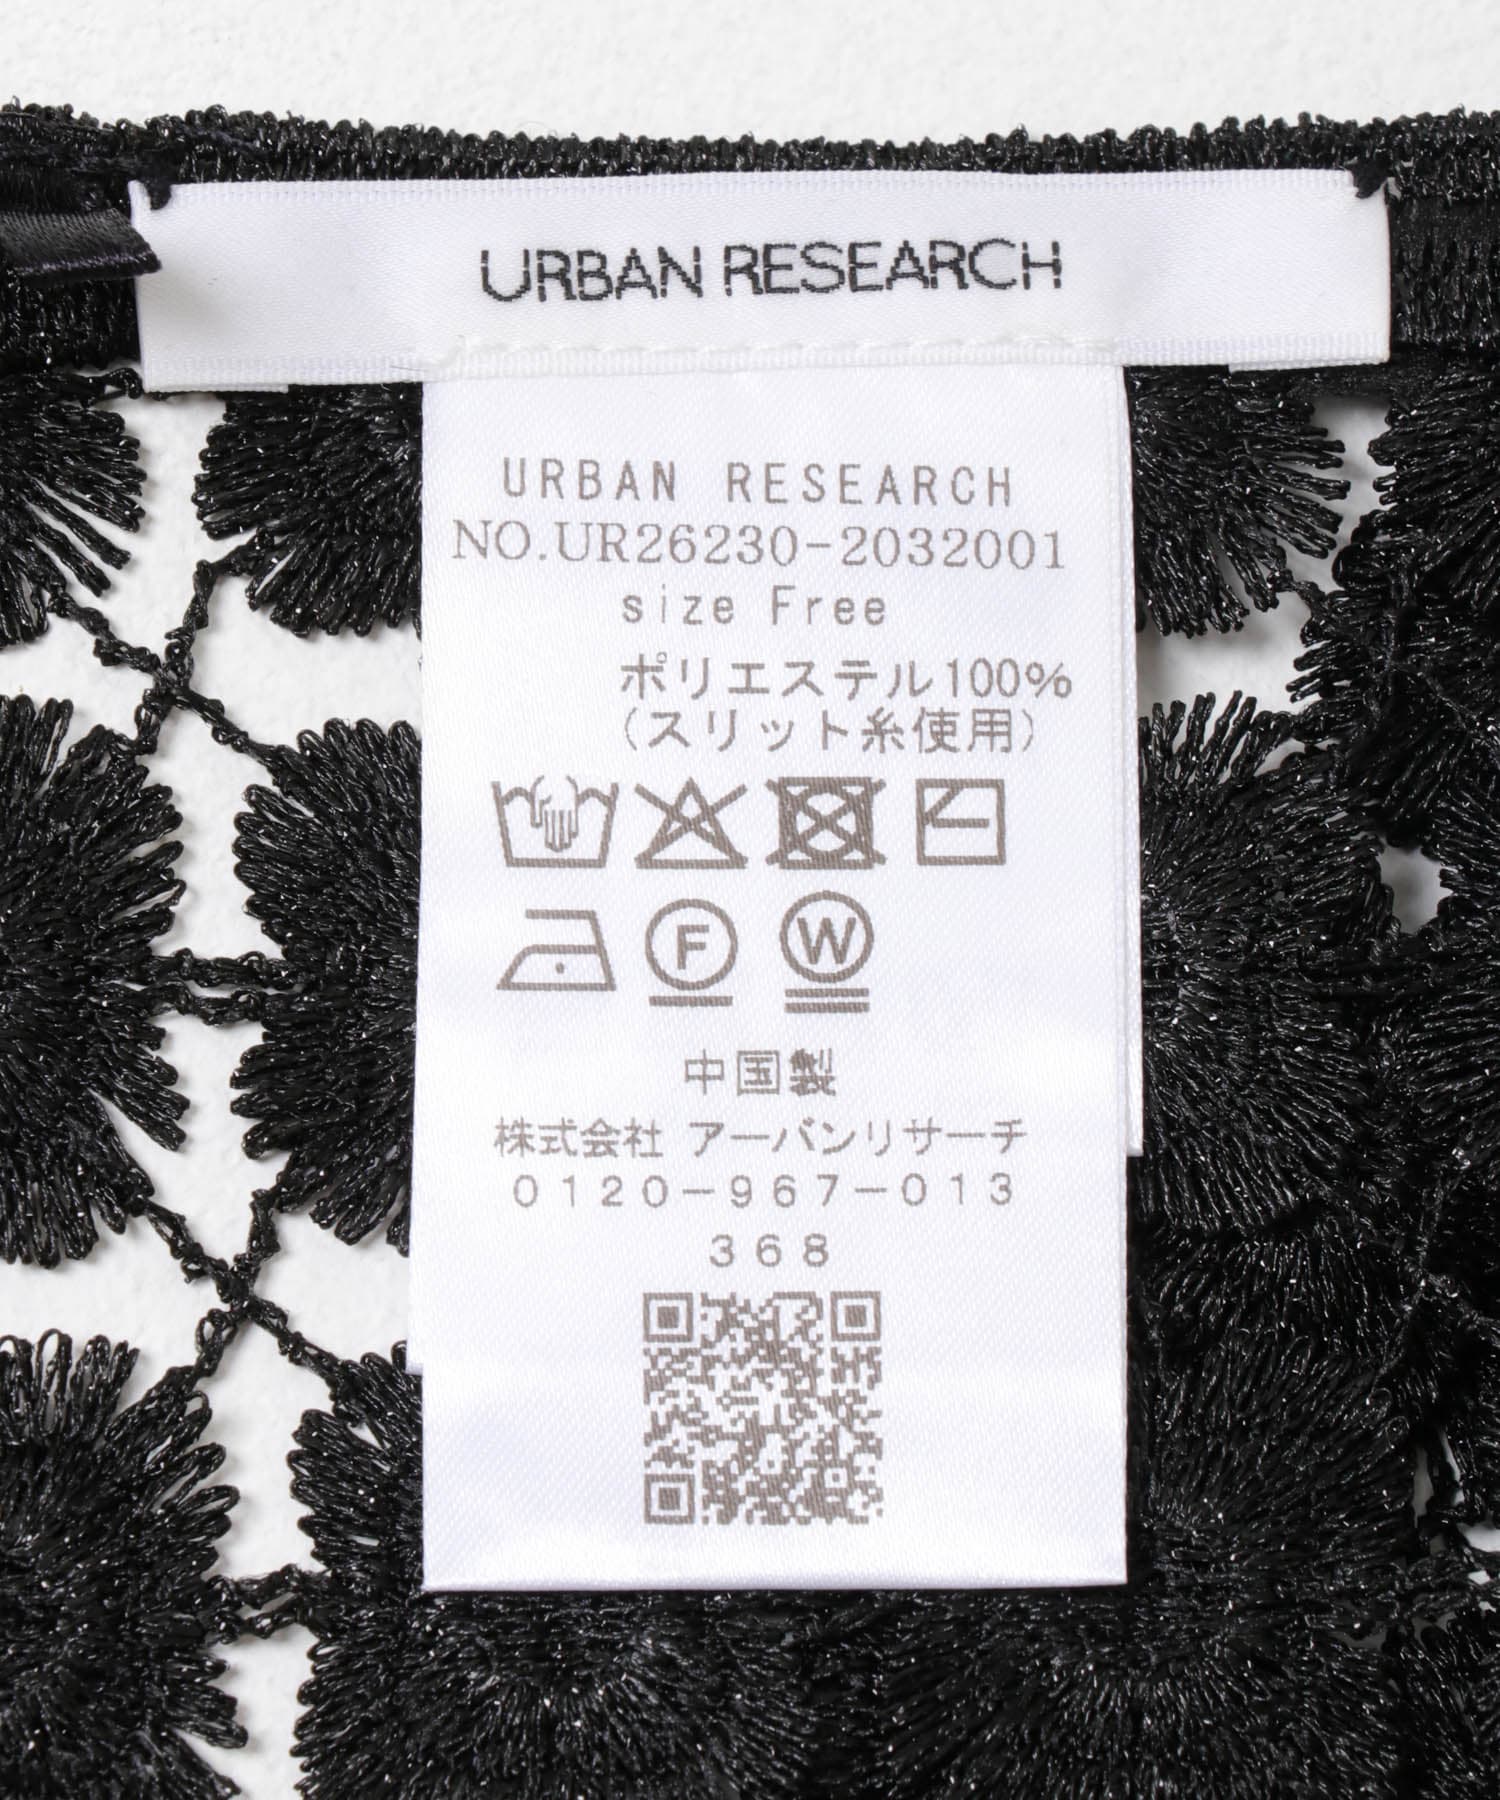 URBAN RESEARCH
URBAN RESEARCH
NO.UR26230-2032001
size Free
ポリエステル100%
(スリット糸使用)
F W
中国製
株式会社 アーバンリサーチ
0120-967-013
368